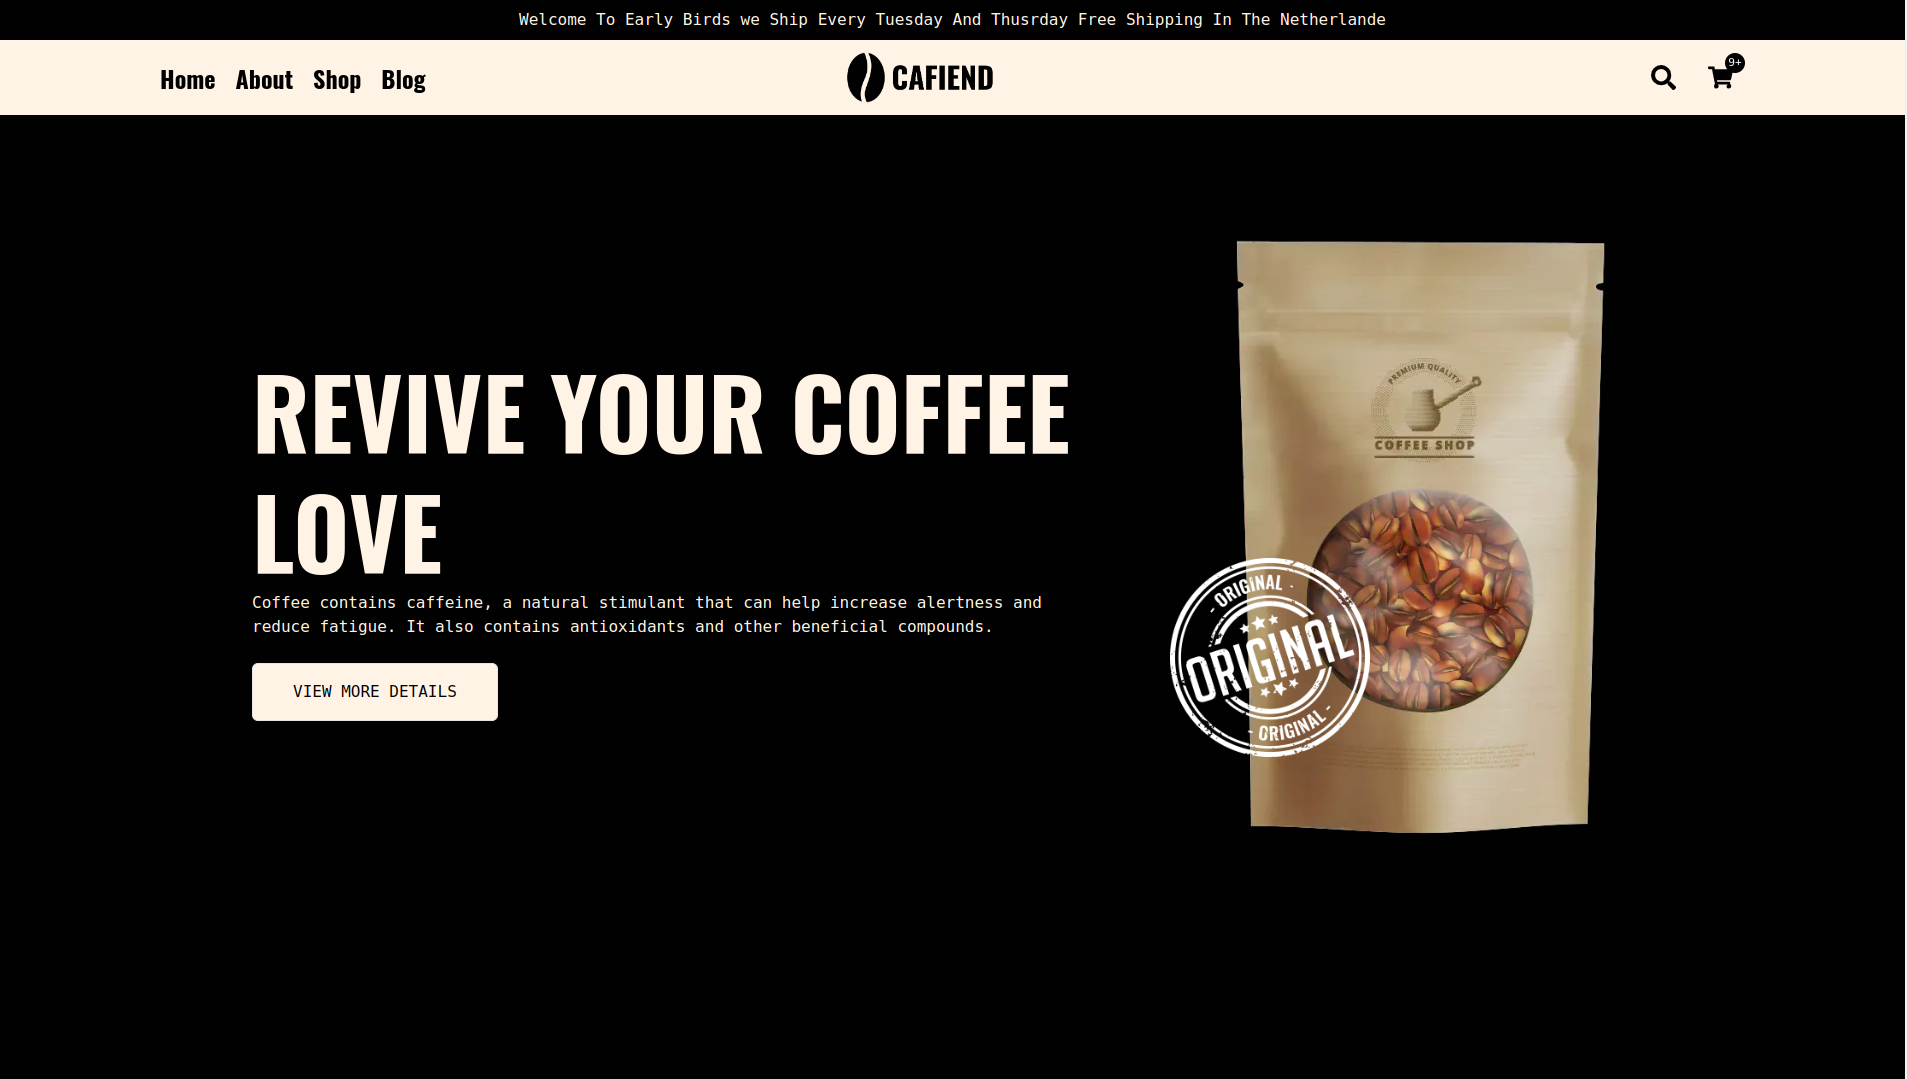 Welcome To Early Birds we Ship Every Tuesday And Thusrday Free Shipping In The Netherlande
Home About Shop Blog
CAFIEND
9+
REVIVE YOUR COFFEE
LOVE
Coffee contains caffeine, a natural stimulant that can help increase alertness and
reduce fatigue. It also contains antioxidants and other beneficial compounds.
VIEW MORE DETAILS
PREMIUM QUALITY
COFFEE SHOP
- ORIGINAL -
ORIGINAL
- ORIGINAL -